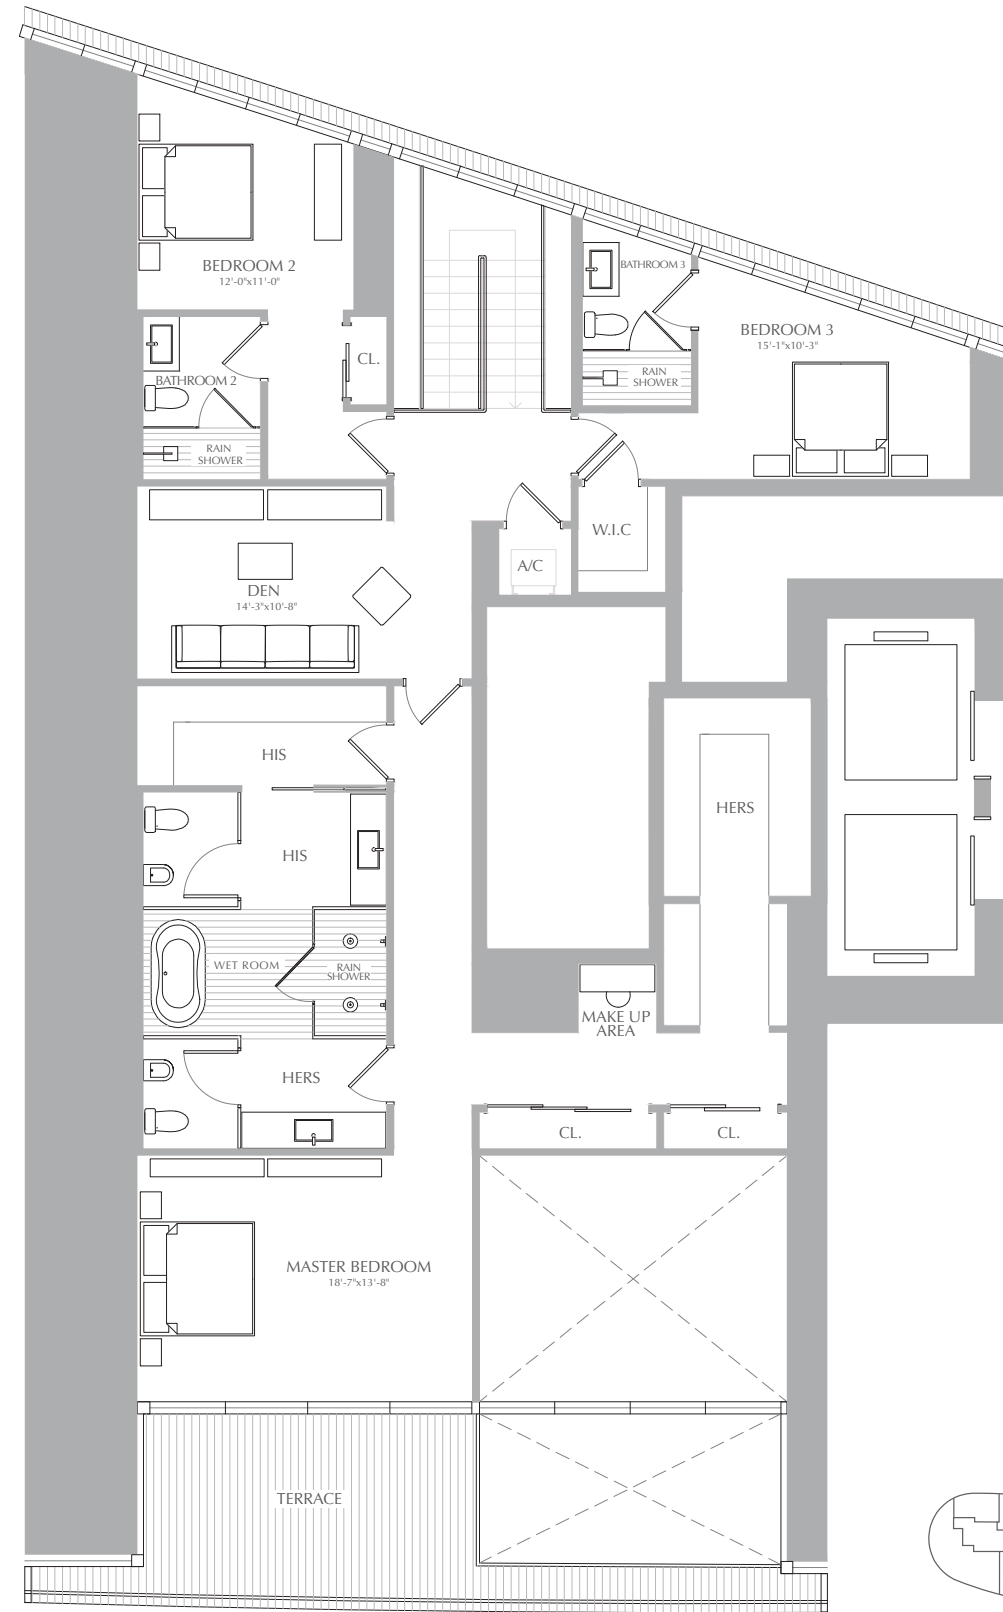 BEDROOM 2
12'-0"x11'-0"
BATHROOM 3
BEDROOM 3
15'-1"x10'-3"
CL.
BATHROOM 2
RAIN
SHOWER
RAIN
SHOWER
W.I.C
A/C
DEN
14'-3"x10'-8"
HIS
HERS
HIS
WET ROOM
RAIN
SHOWER
MAKE UP
AREA
HERS
CL.
CL.
MASTER BEDROOM
18'-7"x13'-8"
TERRACE